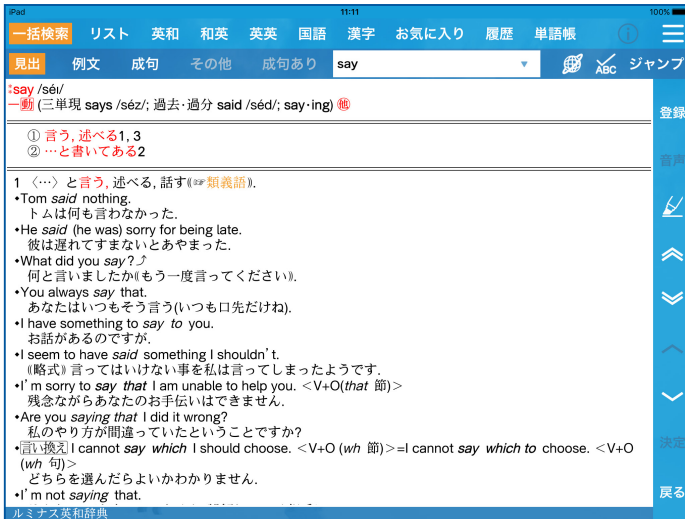 iPad 11:11 100%
一括検索 リスト 英和 和英 英英 国語 漢字 お気に入り 履歴 単語帳
見出 例文 成句 その他 成句あり say ABC ジャンプ
say /séɪ/
動 (三単現 says /séz/; 過去・過分 said /séd/; say・ing) 他
① 言う, 述べる1, 3
② …と書いてある2
1 〈…〉と言う, 述べる, 話す《☞類義語》.
◆Tom said nothing.
トムは何も言わなかった.
◆He said (he was) sorry for being late.
彼は遅れてすまないとあやまった.
◆What did you say?⤴
何と言いましたか《もう一度言ってください》.
◆You always say that.
あなたはいつもそう言う(いつも口先だけね).
◆I have something to say to you.
お話があるのですが.
◆I seem to have said something I shouldn't.
《略式》言ってはいけない事を私は言ってしまったようです.
◆I'm sorry to say that I am unable to help you. <V+O(that 節)>
残念ながらあなたのお手伝いはできません.
◆Are you saying that I did it wrong?
私のやり方が間違っていたということですか?
◆言い換え I cannot say which I should choose. <V+O (wh 節)>=I cannot say which to choose. <V+O
(wh 句)>
どちらを選んだらよいかわかりません.
◆I'm not saying that.
ルミナス英和辞典
登録
音声
決定
戻る